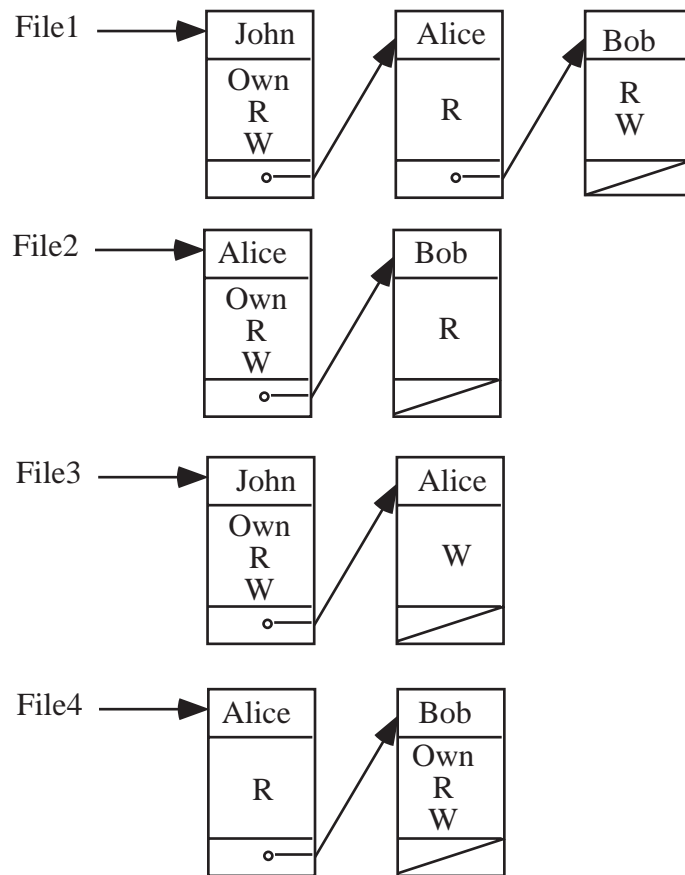 File1
John
Alice
Bob
Own
R
W
R
R
W
File2
Alice
Bob
Own
R
W
R
File3
John
Alice
Own
R
W
W
File4
Alice
Bob
R
Own
R
W